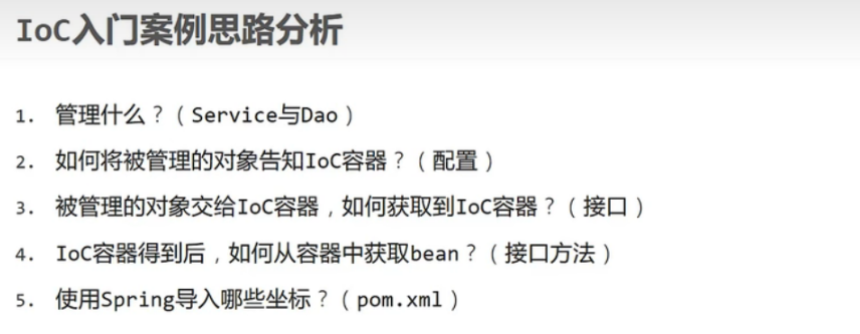 IoC入门案例思路分析
1. 管理什么？（Service与Dao）
2. 如何将被管理的对象告知IoC容器？（配置）
3. 被管理的对象交给IoC容器，如何获取到IoC容器？（接口）
4. IoC容器得到后，如何从容器中获取bean？（接口方法）
5. 使用Spring导入哪些坐标？（pom.xml）